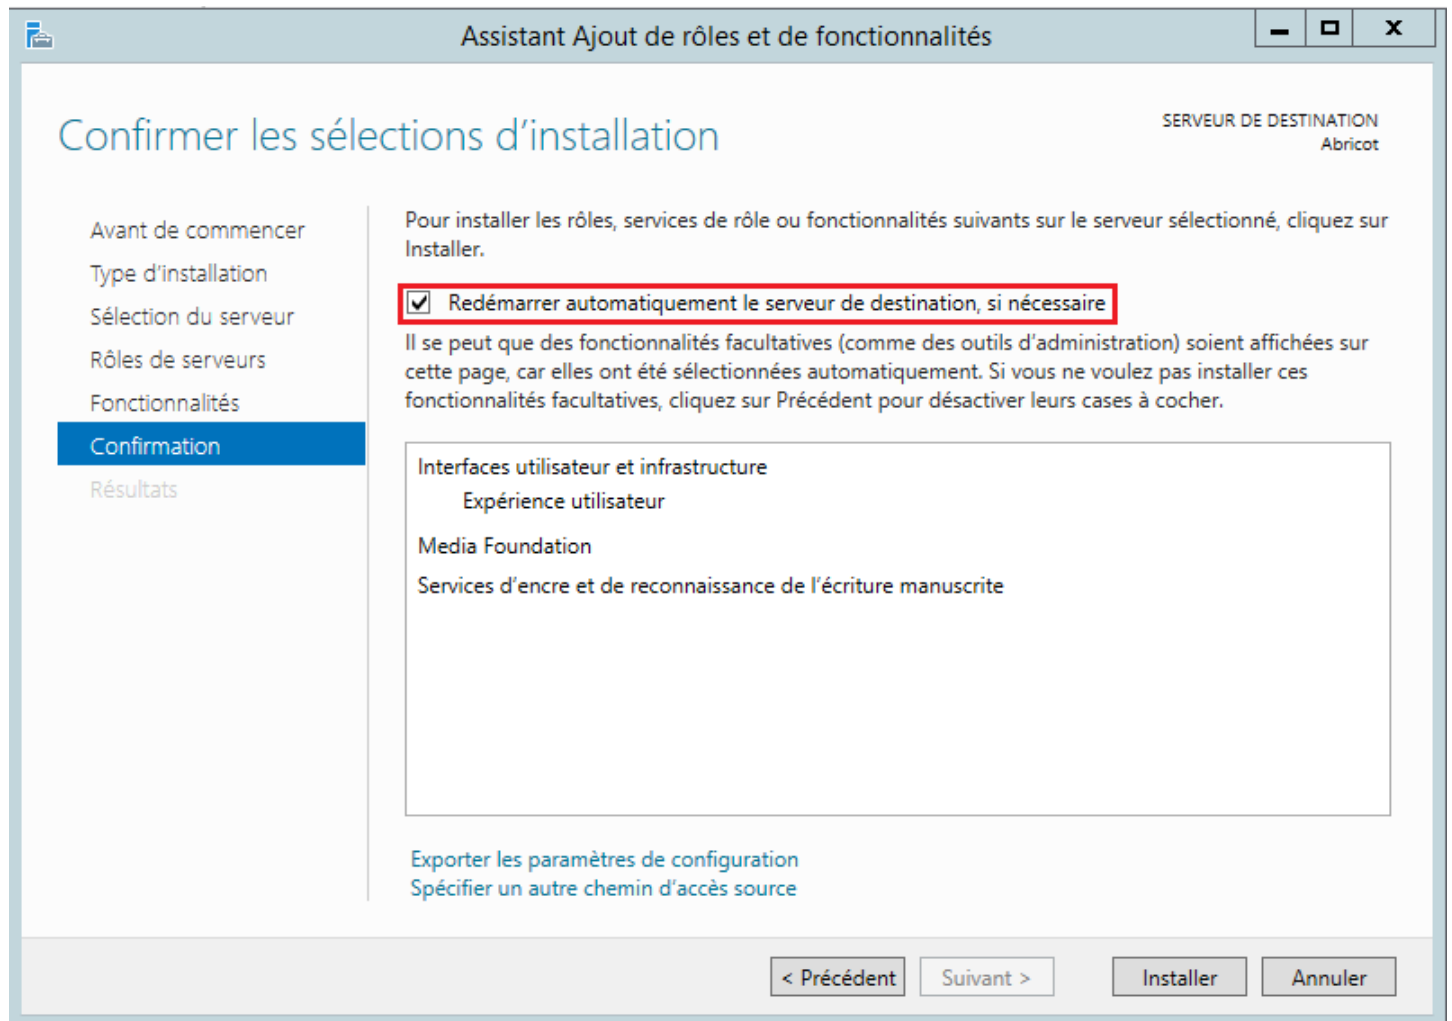 Assistant Ajout de rôles et de fonctionnalités
Confirmer les sélections d'installation
SERVEUR DE DESTINATION
Abricot
Avant de commencer
Type d'installation
Sélection du serveur
Rôles de serveurs
Fonctionnalités
Confirmation
Résultats
Pour installer les rôles, services de rôle ou fonctionnalités suivants sur le serveur sélectionné, cliquez sur
Installer.
Redémarrer automatiquement le serveur de destination, si nécessaire
Il se peut que des fonctionnalités facultatives (comme des outils d'administration) soient affichées sur
cette page, car elles ont été sélectionnées automatiquement. Si vous ne voulez pas installer ces
fonctionnalités facultatives, cliquez sur Précédent pour désactiver leurs cases à cocher.
Interfaces utilisateur et infrastructure
Expérience utilisateur
Media Foundation
Services d'encre et de reconnaissance de l'écriture manuscrite
Exporter les paramètres de configuration
Spécifier un autre chemin d'accès source
< Précédent
Suivant >
Installer
Annuler